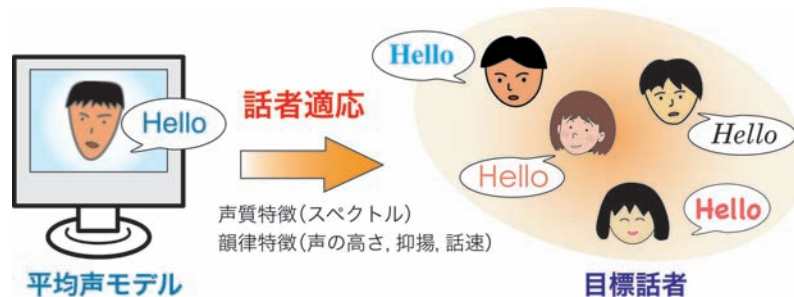 Hello
平均声モデル
話者適応
声質特徴(スペクトル)
韻律特徴(声の高さ, 抑揚, 話速)
Hello
Hello
Hello
Hello
目標話者